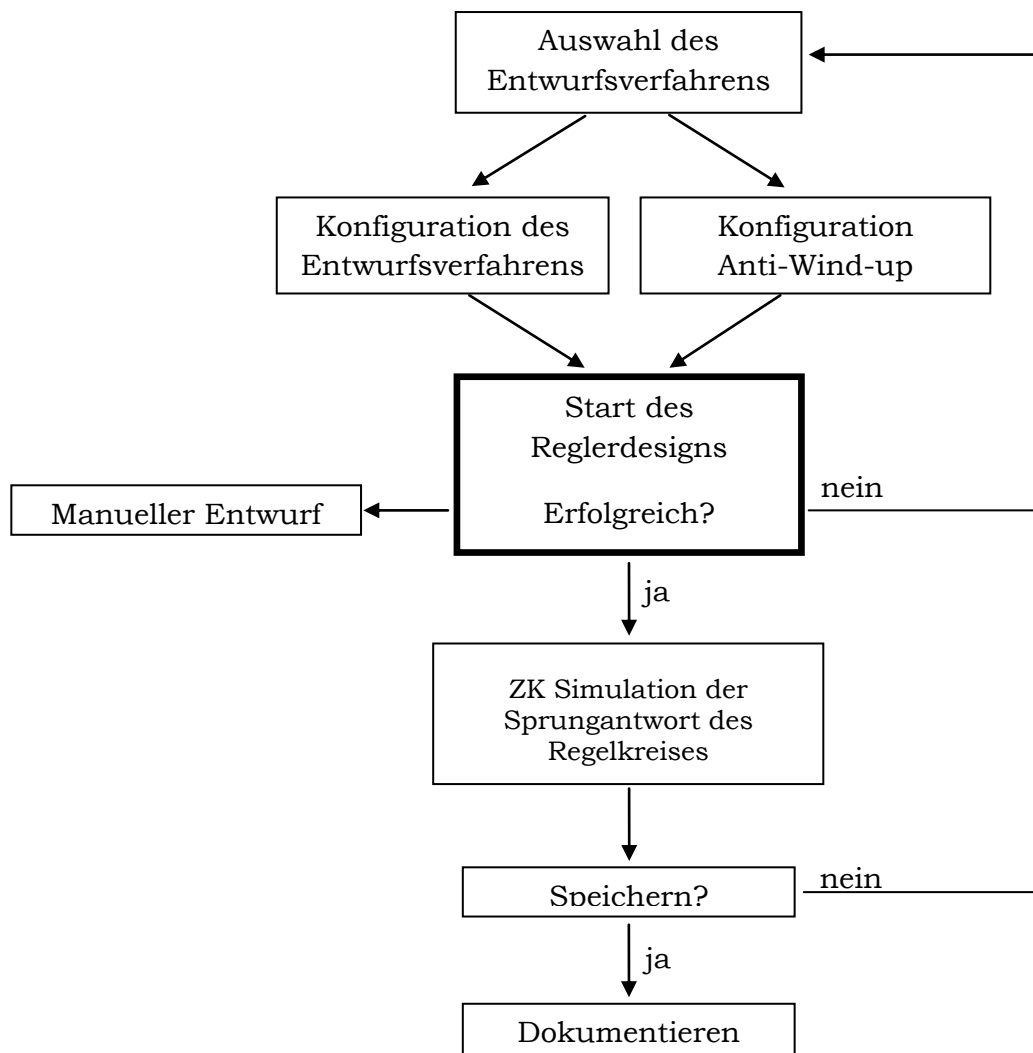 Auswahl des
Entwurfsverfahrens
Konfiguration des
Entwurfsverfahrens
Konfiguration
Anti-Wind-up
Start des
Reglerdesigns
Erfolgreich?
nein
Manueller Entwurf
ja
ZK Simulation der
Sprungantwort des
Regelkreises
Speichern?
nein
ja
Dokumentieren